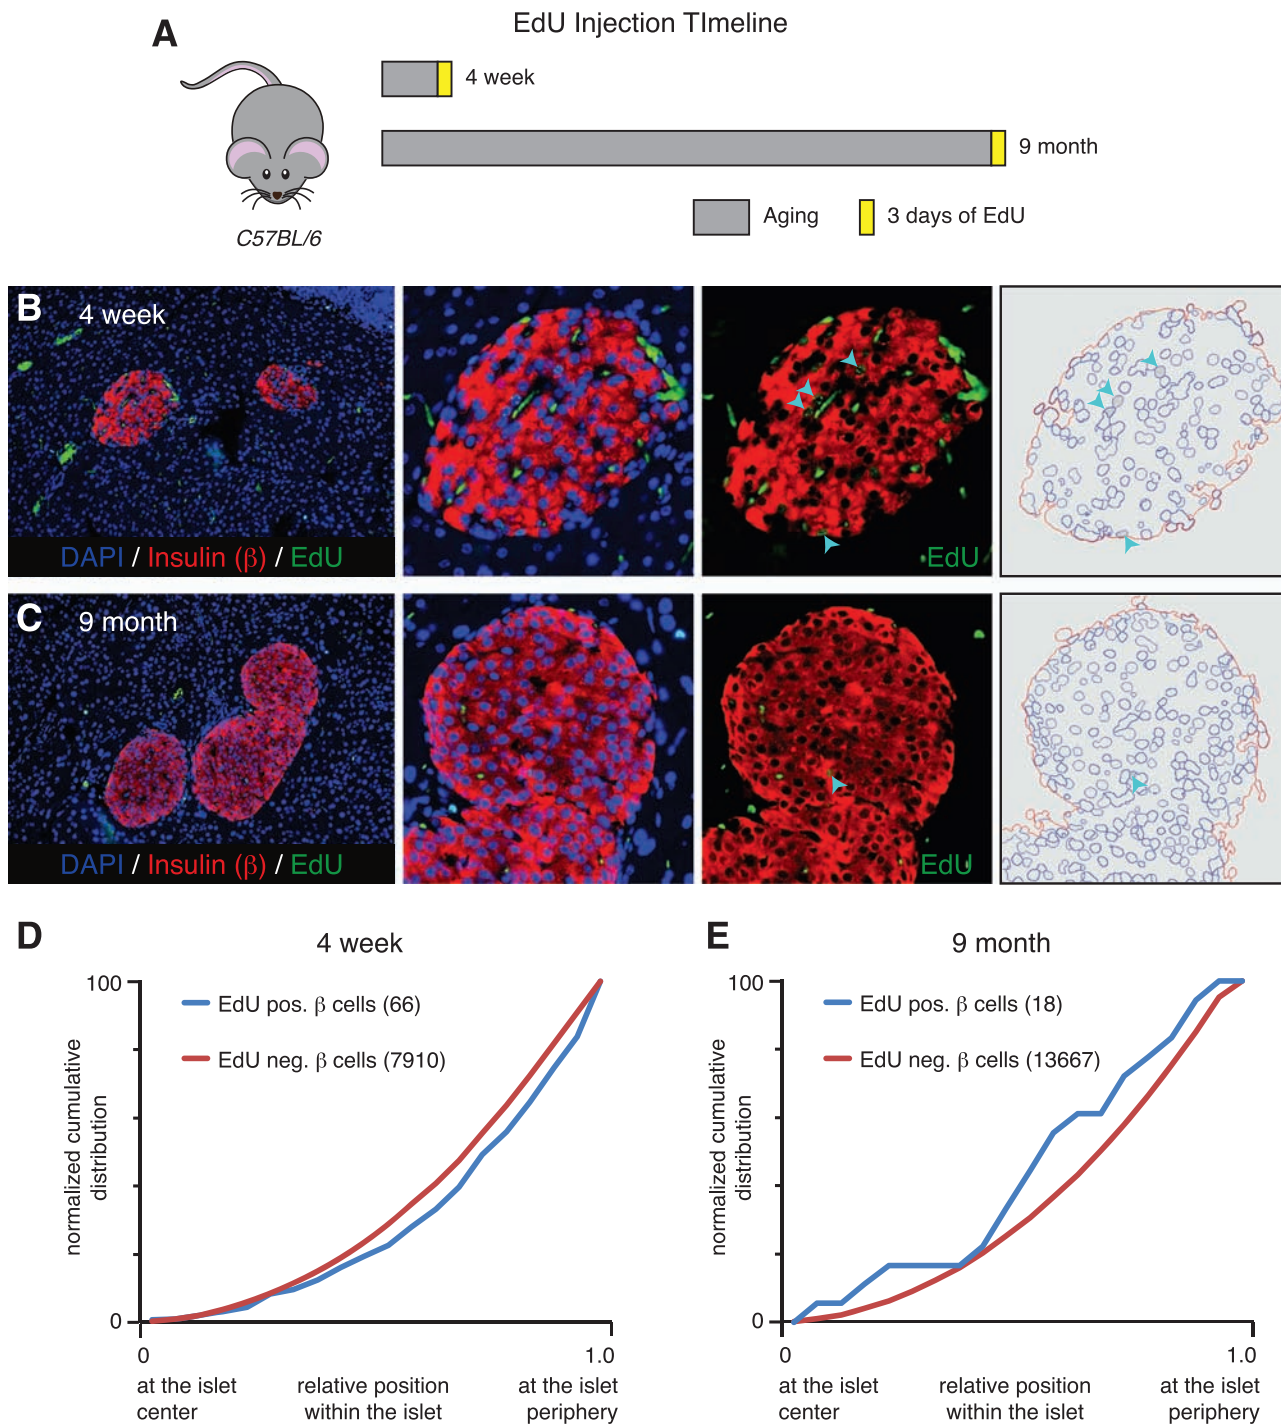 A
EdU Injection TImeline
4 week
9 month
Aging
3 days of EdU
C57BL/6
B
4 week
DAPI / Insulin (β) / EdU
EdU
C
9 month
DAPI / Insulin (β) / EdU
EdU
D
4 week
100
EdU pos. β cells (66)
EdU neg. β cells (7910)
normalized cumulative
distribution
0
0
1.0
at the islet
center
relative position
within the islet
at the islet
periphery
E
9 month
100
EdU pos. β cells (18)
EdU neg. β cells (13667)
normalized cumulative
distribution
0
0
1.0
at the islet
center
relative position
within the islet
at the islet
periphery